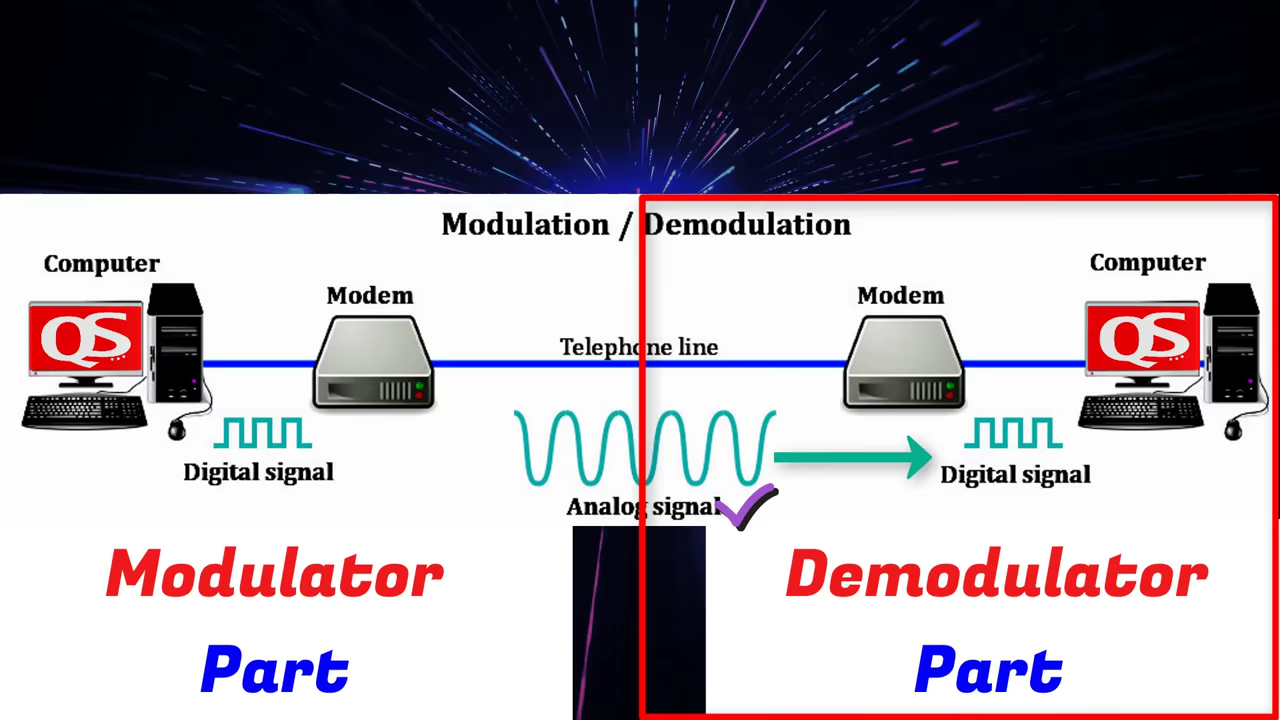 Modulation / Demodulation
Computer
Computer
Modem
Modem
QS...
QS...
Telephone line
Digital signal
Digital signal
Analog signal
Modulator
Part
Demodulator
Part